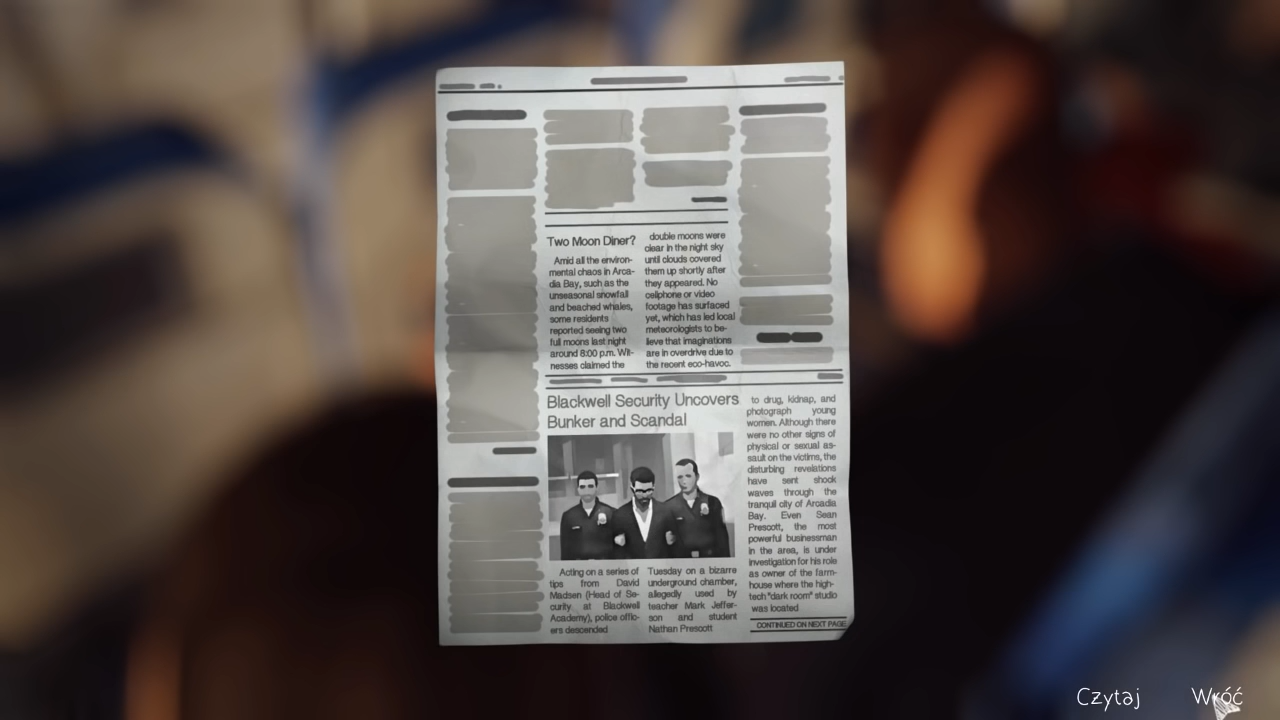 Two Moon Diner?
Amid all the environ-
mental chaos in Arca-
dia Bay, such as the
unseasonal snowfall
and beached whales,
some residents
reported seeing two
full moons last night
around 8:00 p.m. Wit-
nesses claimed the
double moons were
clear in the night sky
until clouds covered
them up shortly after
they appeared. No
cellphone or video
footage has surfaced
yet, which has led local
meteorologists to be-
lieve that imaginations
are in overdrive due to
the recent eco-havoc.
Blackwell Security Uncovers
Bunker and Scandal
Acting on a series of
tips from David
Madsen (Head of Se-
curity at Blackwell
Academy), police offic-
ers descended
Tuesday on a bizarre
underground chamber,
allegedly used by
teacher Mark Jeffer-
son and student
Nathan Prescott
to drug, kidnap, and
photograph young
women. Although there
were no other signs of
physical or sexual as-
sault on the victims, the
disturbing revelations
have sent shock
waves through the
tranquil city of Arcadia
Bay. Even Sean
Prescott, the most
powerful businessman
in the area, is under
investigation for his role
as owner of the farm-
house where the high-
tech "dark room" studio
was located
CONTINUED ON NEXT PAGE
Czytaj
Wróć